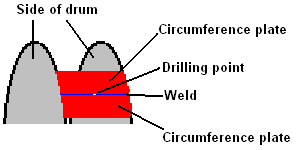 Side of drum
Circumference plate
Drilling point
Weld
Circumference plate